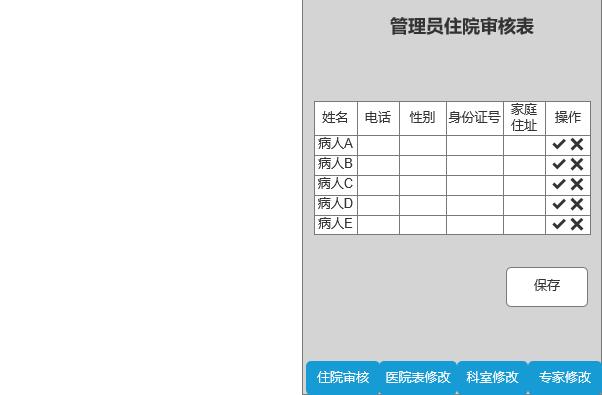 管理员住院审核表
姓名 电话 性别 身份证号 家庭住址 操作
病人A
病人B
病人C
病人D
病人E
保存
住院审核 医院表修改 科室修改 专家修改